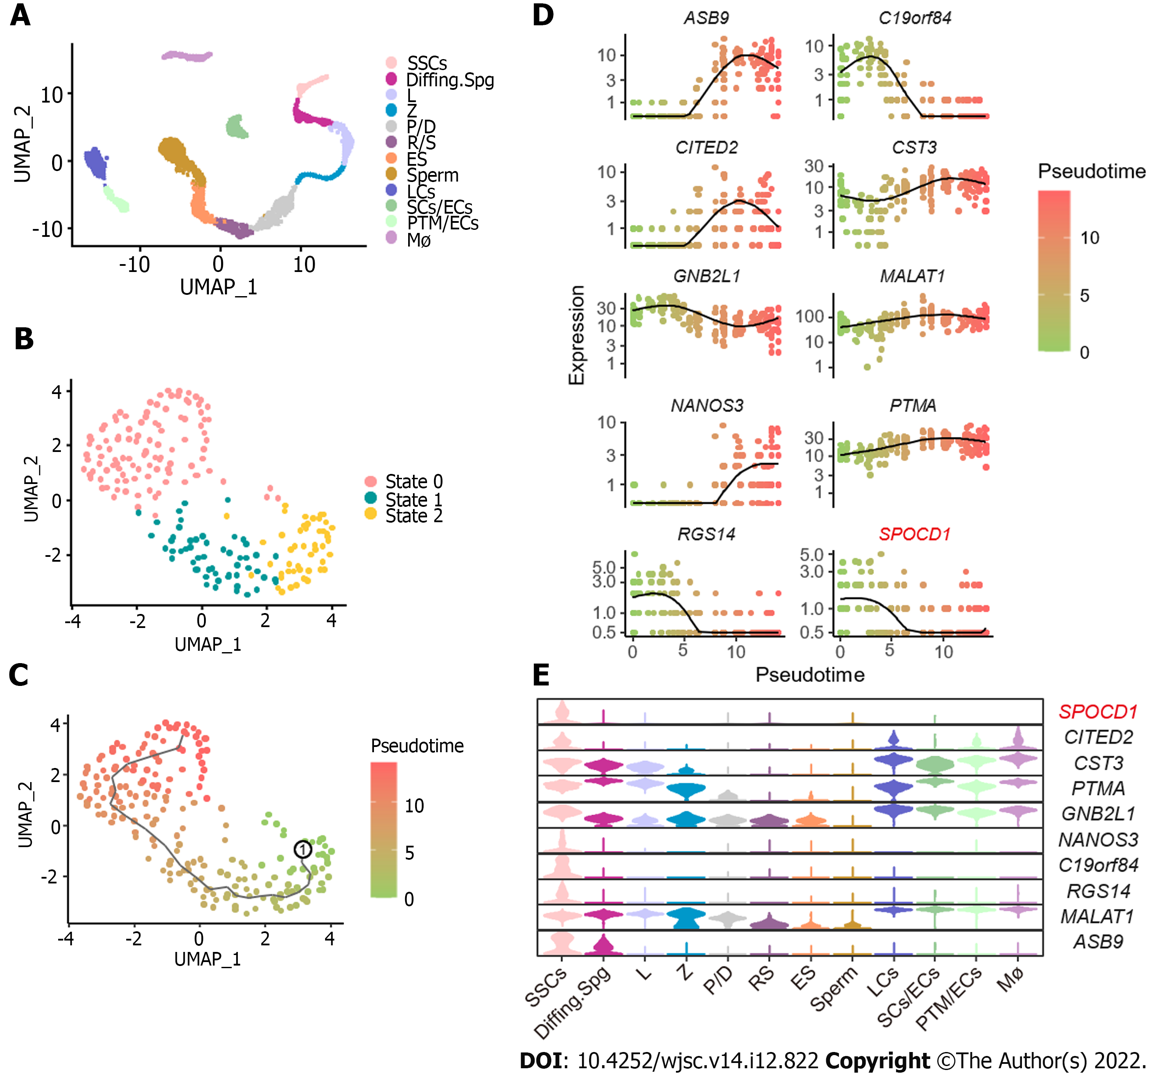 A
UMAP_2
10
0
-10
-10
0
10
UMAP_1
SSCs
Diffing.Spg
L
Z
P/D
R/S
ES
Sperm
LCs
SCs/ECs
PTM/ECs
Mø
B
UMAP_2
4
2
0
-2
-4
-2
0
2
4
UMAP_1
State 0
State 1
State 2
C
UMAP_2
4
2
0
-2
1
-4
-2
0
2
4
UMAP_1
Pseudotime
10
5
0
D
Expression
ASB9
10
3
1
C19orf84
10
3
1
CITED2
10
1
CST3
30
10
3
1
GNB2L1
30
10
3
1
MALAT1
100
10
1
NANOS3
10
3
1
PTMA
30
10
3
1
RGS14
5.0
3.0
1.0
0.5
0
5
10
SPOCD1
5.0
3.0
1.0
0.5
0
5
10
Pseudotime
Pseudotime
10
5
0
E
SPOCD1
CITED2
CST3
PTMA
GNB2L1
NANOS3
C19orf84
RGS14
MALAT1
ASB9
SSCs
Diffing.Spg
L
Z
P/D
RS
ES
Sperm
LCs
SCs/ECs
PTM/ECs
Mø
DOI: 10.4252/wjsc.v14.i12.822 Copyright ©The Author(s) 2022.